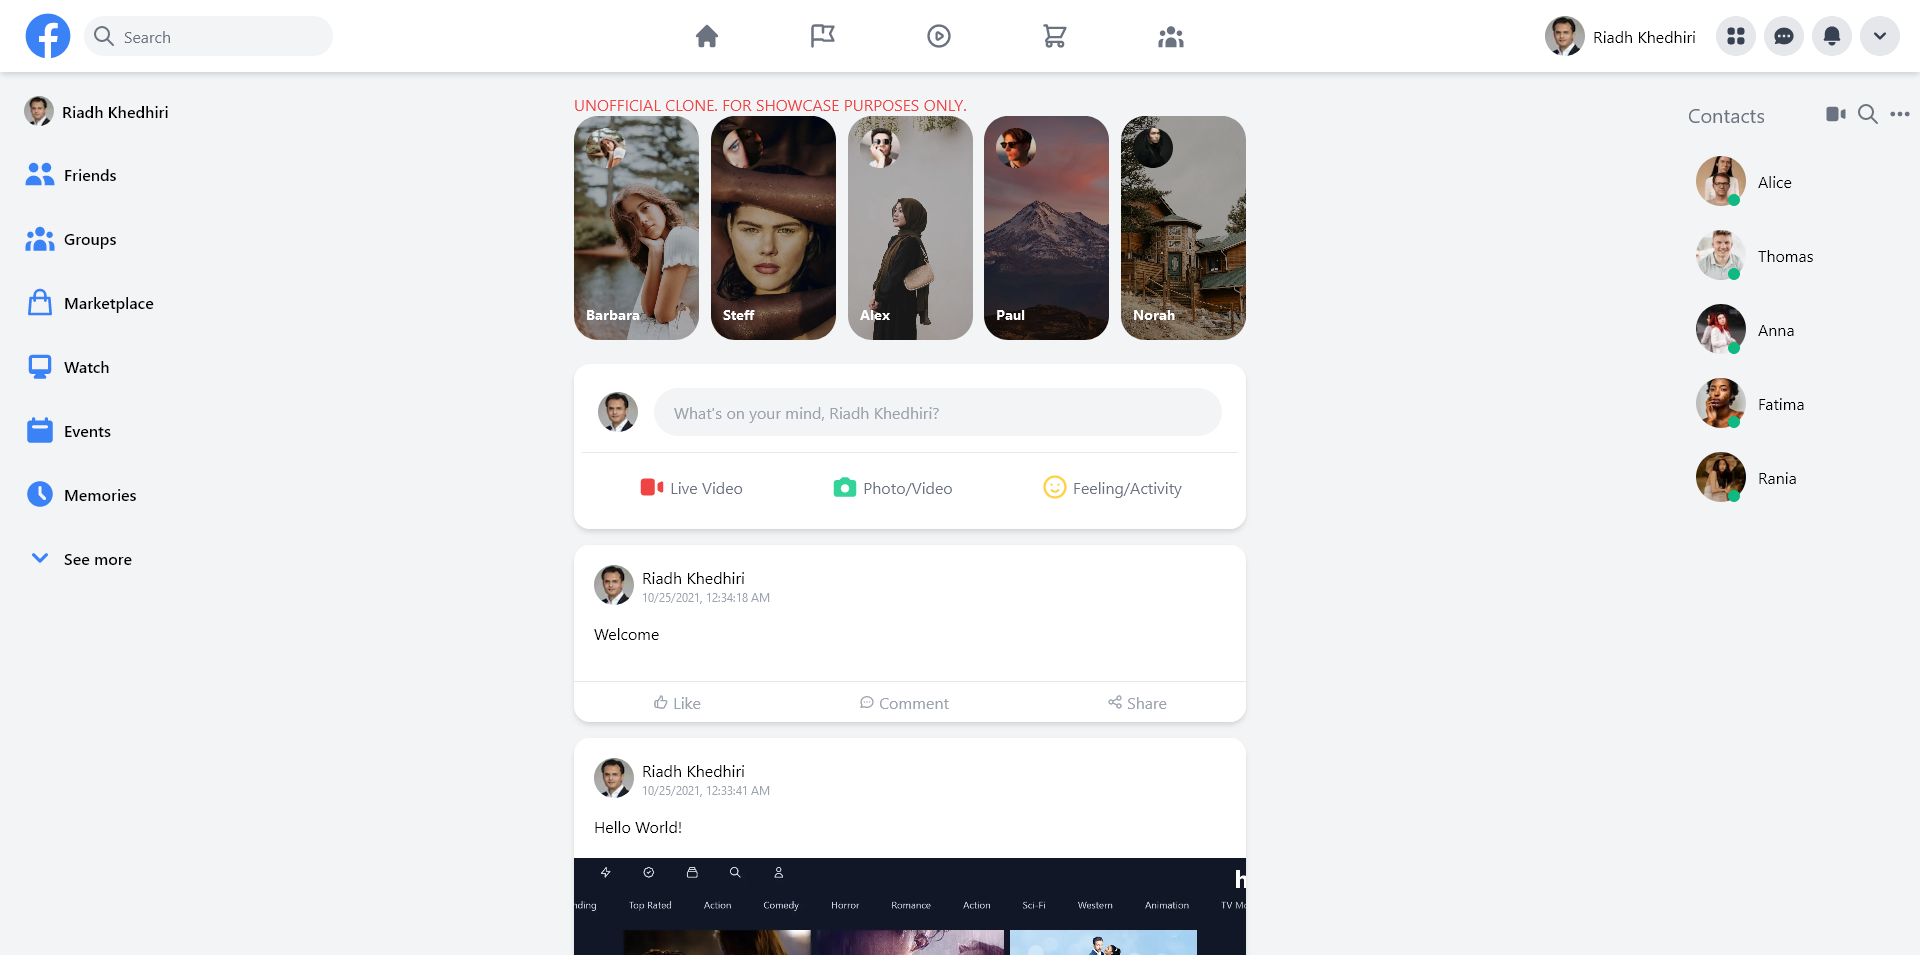 Search
Riadh Khedhiri
Riadh Khedhiri
Friends
Groups
Marketplace
Watch
Events
Memories
See more
UNOFFICIAL CLONE. FOR SHOWCASE PURPOSES ONLY.
Barbara
Steff
Alex
Paul
Norah
What's on your mind, Riadh Khedhiri?
Live Video
Photo/Video
Feeling/Activity
Riadh Khedhiri
10/25/2021, 12:34:18 AM
Welcome
Like
Comment
Share
Riadh Khedhiri
10/25/2021, 12:33:41 AM
Hello World!
Top Rated
Action
Comedy
Horror
Romance
Action
Sci-Fi
Western
Animation
TV
Contacts
Alice
Thomas
Anna
Fatima
Rania